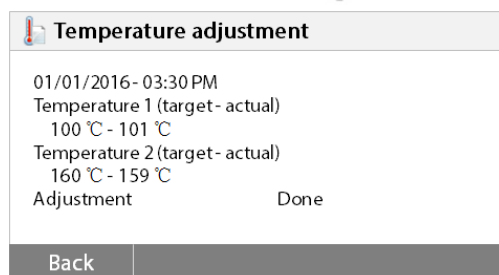 Temperature adjustment
01/01/2016 - 03:30 PM
Temperature 1 (target - actual)
100 °C - 101 °C
Temperature 2 (target - actual)
160 °C - 159 °C
Adjustment Done
Back